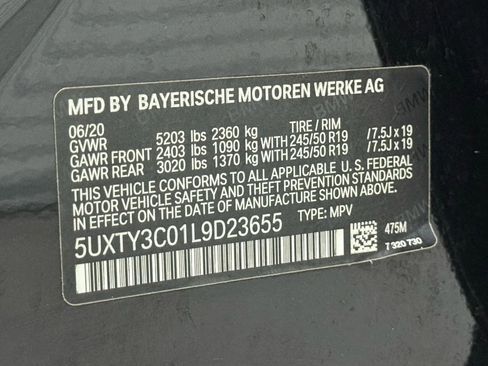 MFD BY BAYERISCHE MOTOREN WERKE AG
06/20
GVWR 5203 lbs 2360 kg TIRE / RIM
GAWR FRONT 2403 lbs 1090 kg WITH 245/50 R19 /7.5J x 19
GAWR REAR 3020 lbs 1370 kg WITH 245/50 R19 /7.5J x 19
THIS VEHICLE CONFORMS TO ALL APPLICABLE U.S. FEDERAL
MOTOR VEHICLE SAFETY AND THEFT PREVENTION STANDARDS
IN EFFECT ON THE DATE OF MANUFACTURE SHOWN ABOVE.
5UXTY3C01L9D23655 TYPE: MPV
475M
7 320 730